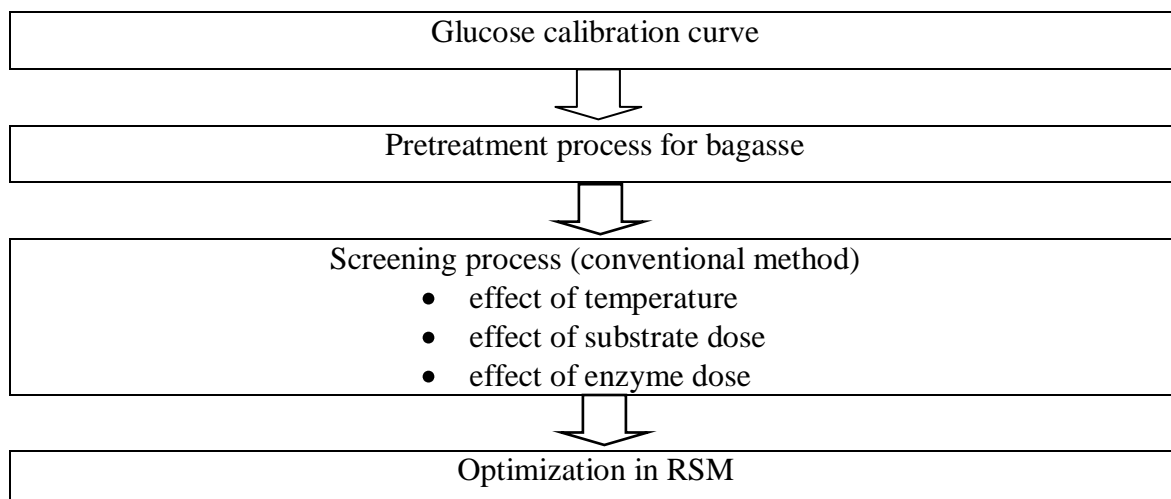 Glucose calibration curve
Pretreatment process for bagasse
Screening process (conventional method)
• effect of temperature
• effect of substrate dose
• effect of enzyme dose
Optimization in RSM